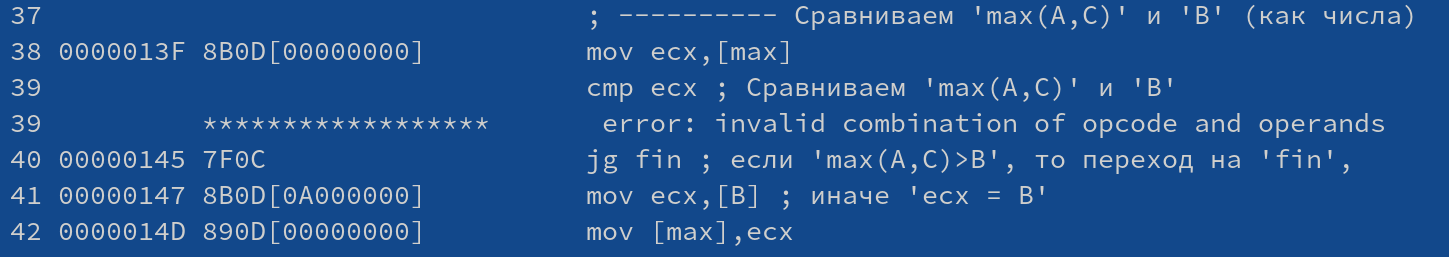 37 ; ---------- Сравниваем 'max(A,C)' и 'B' (как числа)
38 0000013F 8B0D[00000000] mov ecx,[max]
39 cmp ecx ; Сравниваем 'max(A,C)' и 'B'
39 ****************** error: invalid combination of opcode and operands
40 00000145 7F0C jg fin ; если 'max(A,C)>B', то переход на 'fin',
41 00000147 8B0D[0A000000] mov ecx,[B] ; иначе 'ecx = B'
42 0000014D 890D[00000000] mov [max],ecx